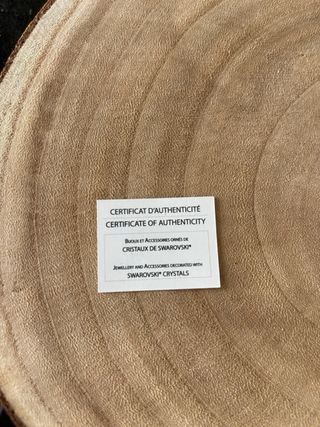 CERTIFICAT D'AUTHENTICITÉ
CERTIFICATE OF AUTHENTICITY
BIJOUX ET ACCESSOIRES ORNÉS DE
CRISTAUX DE SWAROVSKI®
JEWELLERY AND ACCESSORIES DECORATED WITH
SWAROVSKI® CRYSTALS